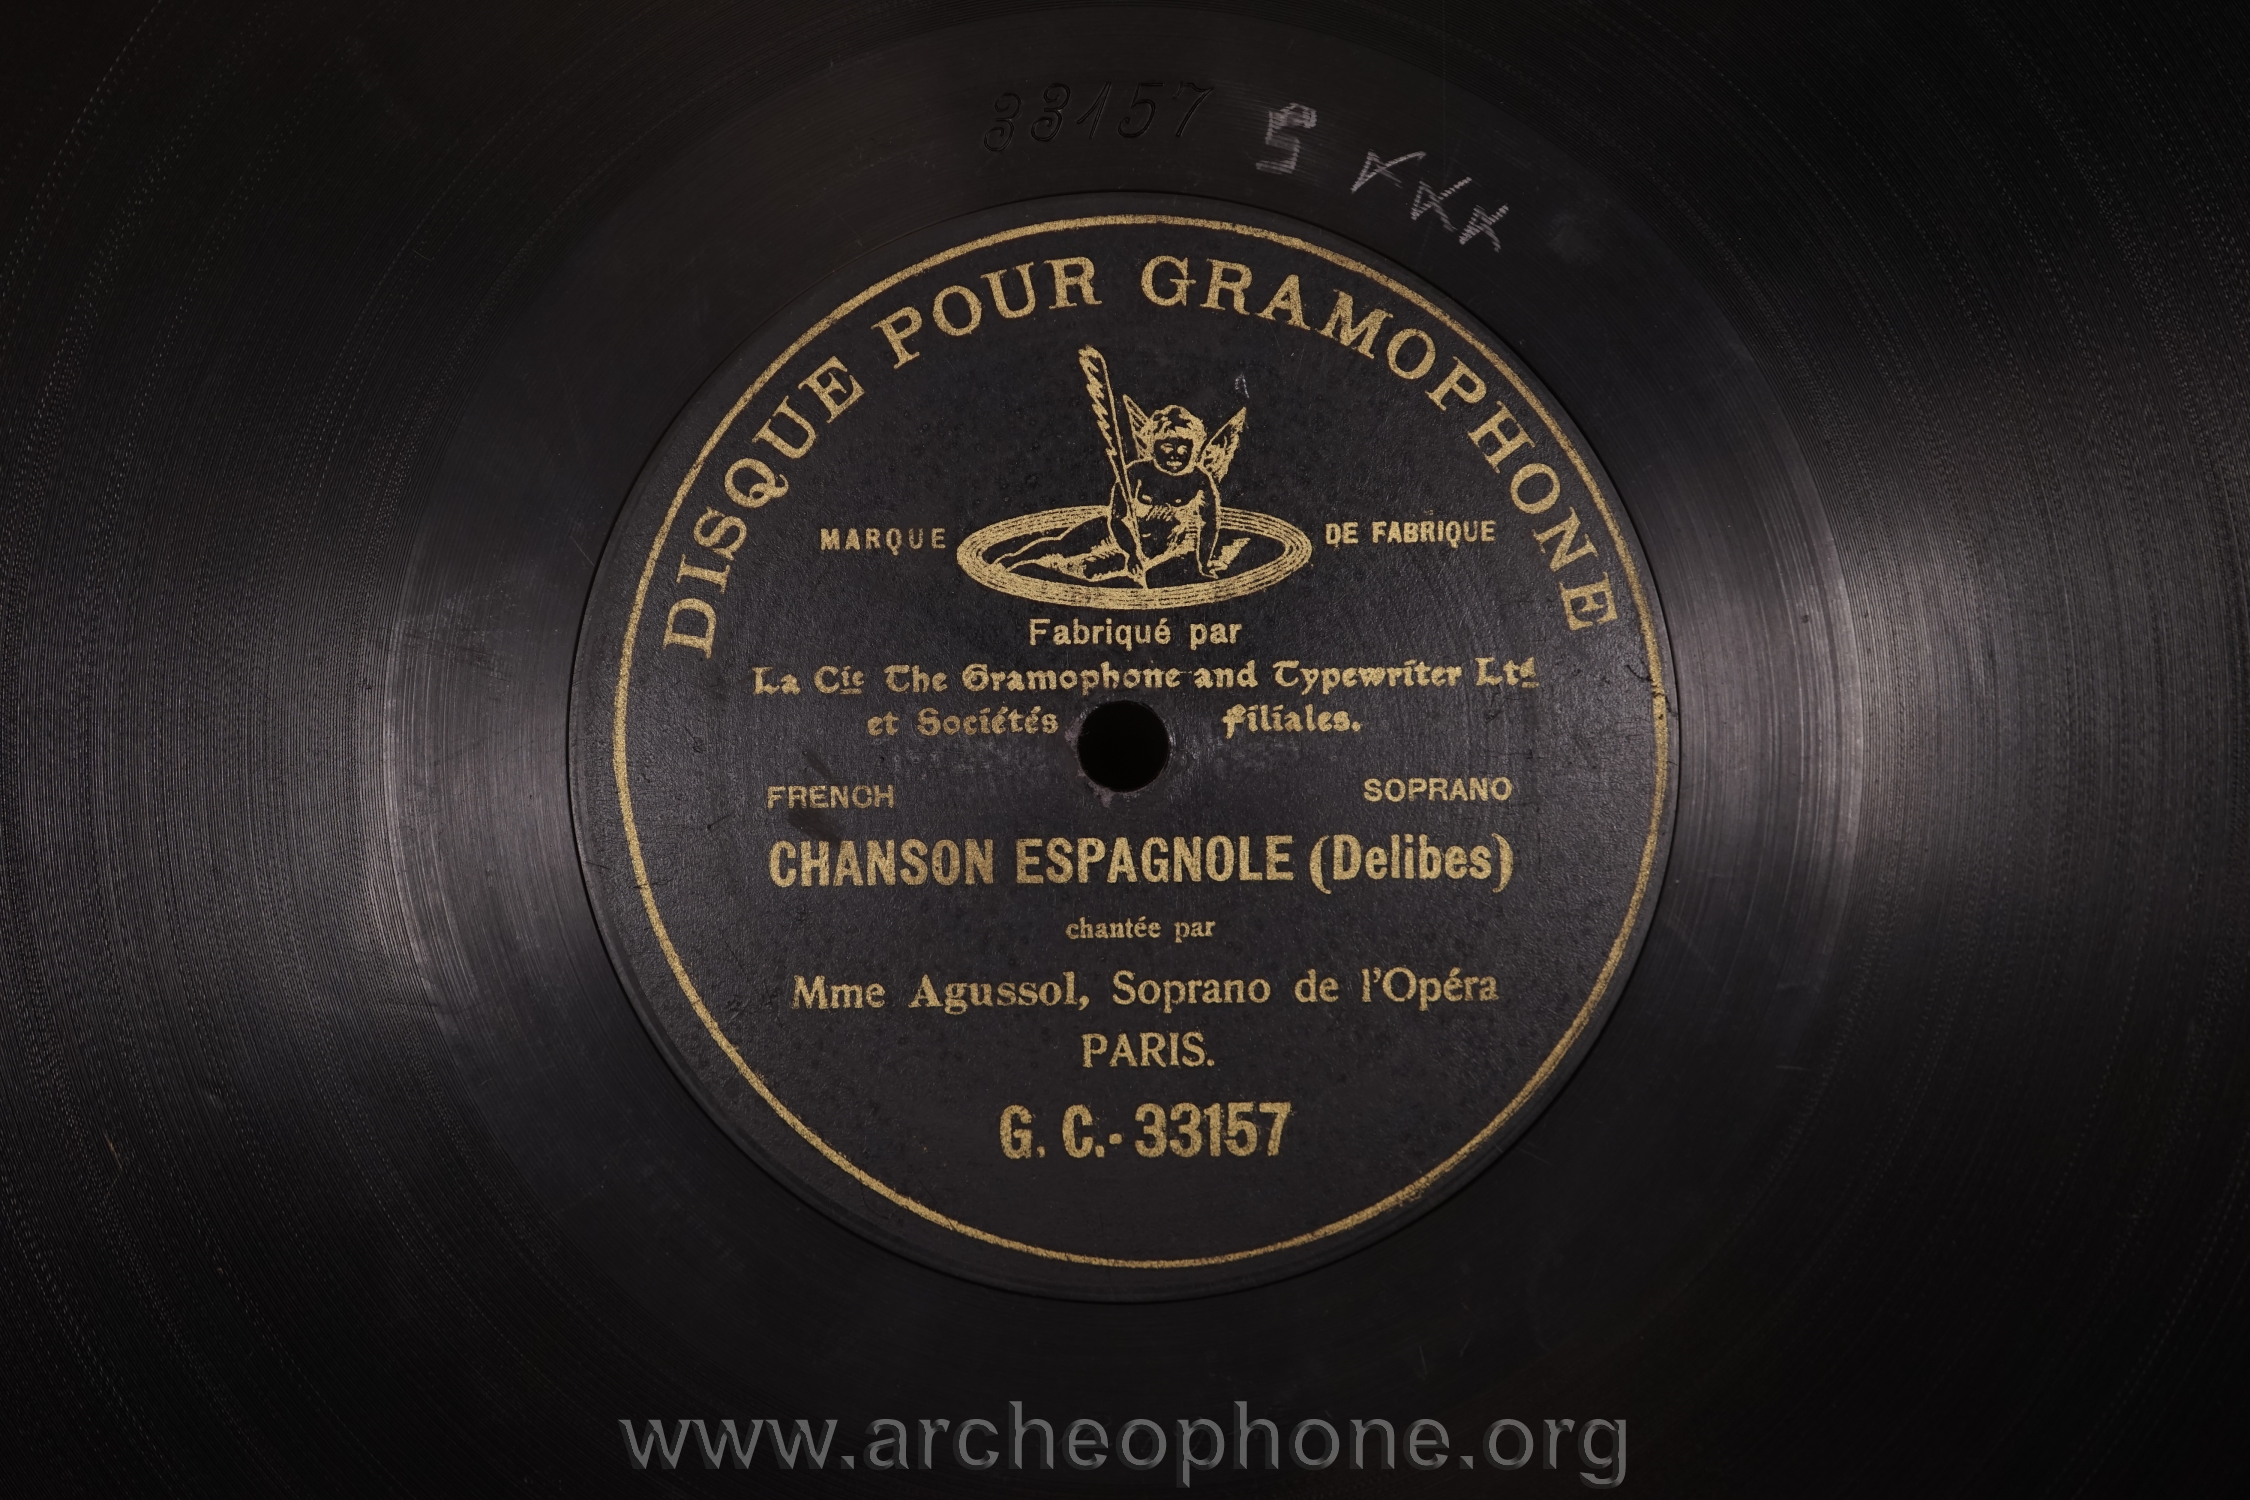 33157
DISQUE POUR GRAMOPHONE
MARQUE DE FABRIQUE
Fabriqué par
La Cie The Gramophone and Typewriter Ltd
et Sociétés filiales.
FRENCH SOPRANO
CHANSON ESPAGNOLE (Delibes)
chantée par
Mme Agussol, Soprano de l'Opéra
PARIS.
G. C.- 33157
www.archeophone.org